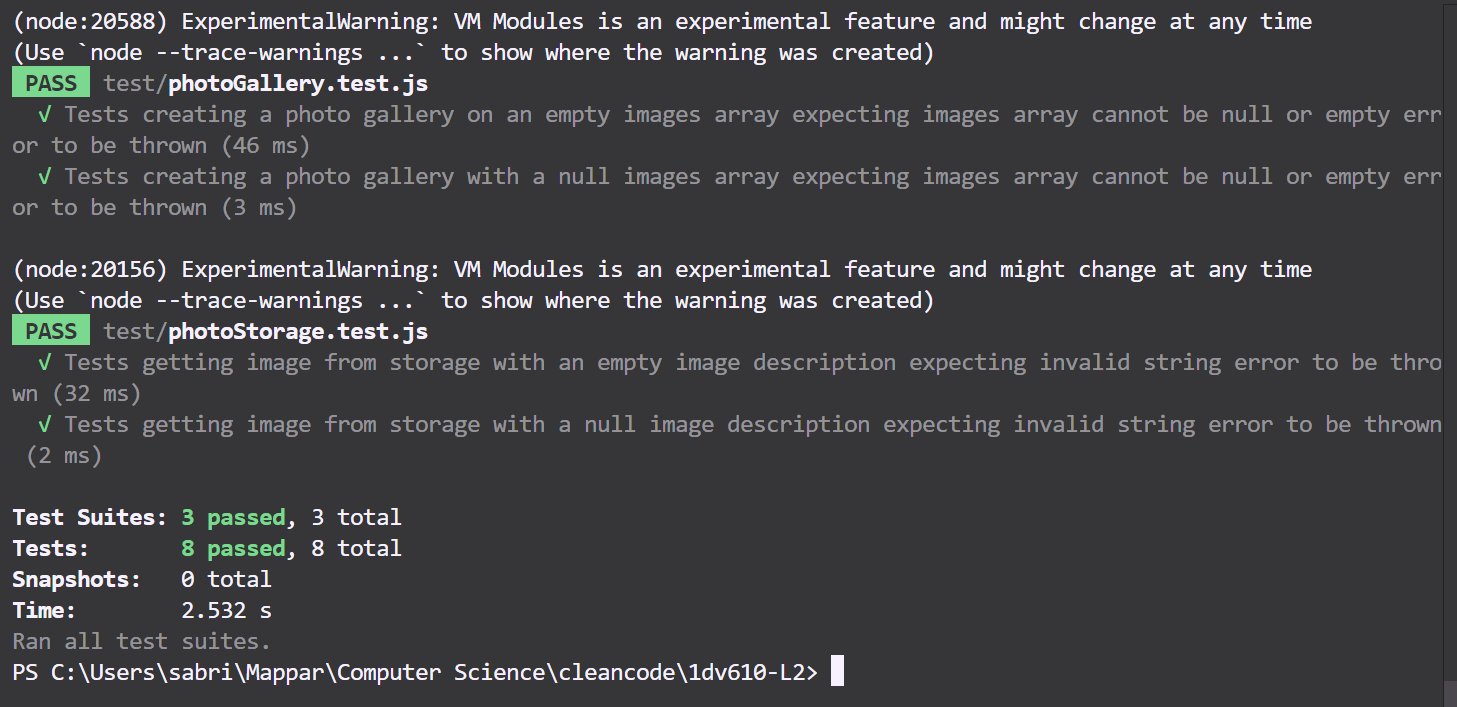 (node:20588) ExperimentalWarning: VM Modules is an experimental feature and might change at any time
(Use `node --trace-warnings ...` to show where the warning was created)
PASS test/photoGallery.test.js
√ Tests creating a photo gallery on an empty images array expecting images array cannot be null or empty err
or to be thrown (46 ms)
√ Tests creating a photo gallery with a null images array expecting images array cannot be null or empty err
or to be thrown (3 ms)
(node:20156) ExperimentalWarning: VM Modules is an experimental feature and might change at any time
(Use `node --trace-warnings ...` to show where the warning was created)
PASS test/photoStorage.test.js
√ Tests getting image from storage with an empty image description expecting invalid string error to be thro
wn (32 ms)
√ Tests getting image from storage with a null image description expecting invalid string error to be thrown
(2 ms)
Test Suites: 3 passed, 3 total
Tests: 8 passed, 8 total
Snapshots: 0 total
Time: 2.532 s
Ran all test suites.
PS C:\Users\sabri\Mappar\Computer Science\cleancode\1dv610-L2>